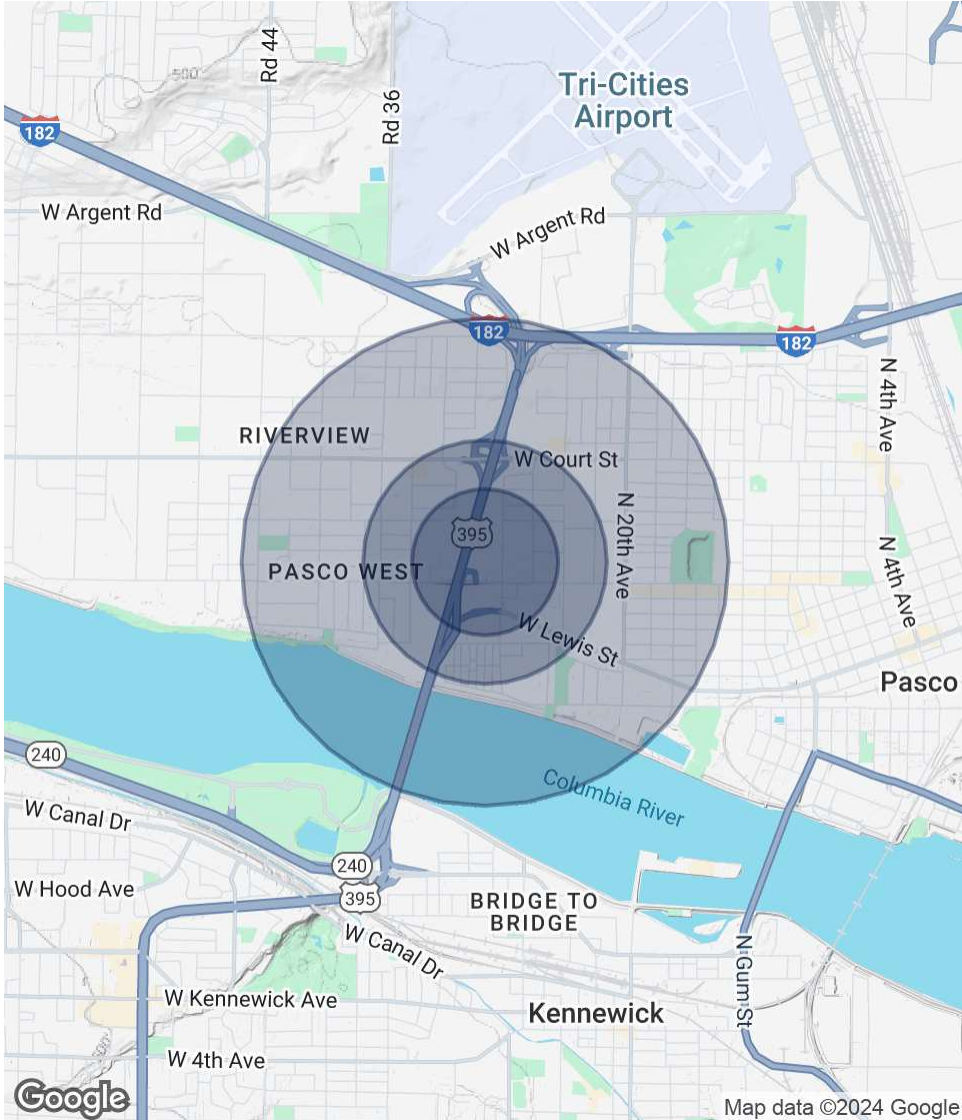 Rd 44
500
Rd 36
Tri-Cities
Airport
182
W Argent Rd
W Argent Rd
182
182
N 4th Ave
RIVERVIEW
W Court St
N 20th Ave
395
PASCO WEST
N 4th Ave
W Lewis St
Pasco
240
Columbia River
W Canal Dr
240
W Hood Ave
395
BRIDGE TO
BRIDGE
W Canal Dr
N Gum St
W Kennewick Ave
Kennewick
W 4th Ave
Google
Map data ©2024 Google